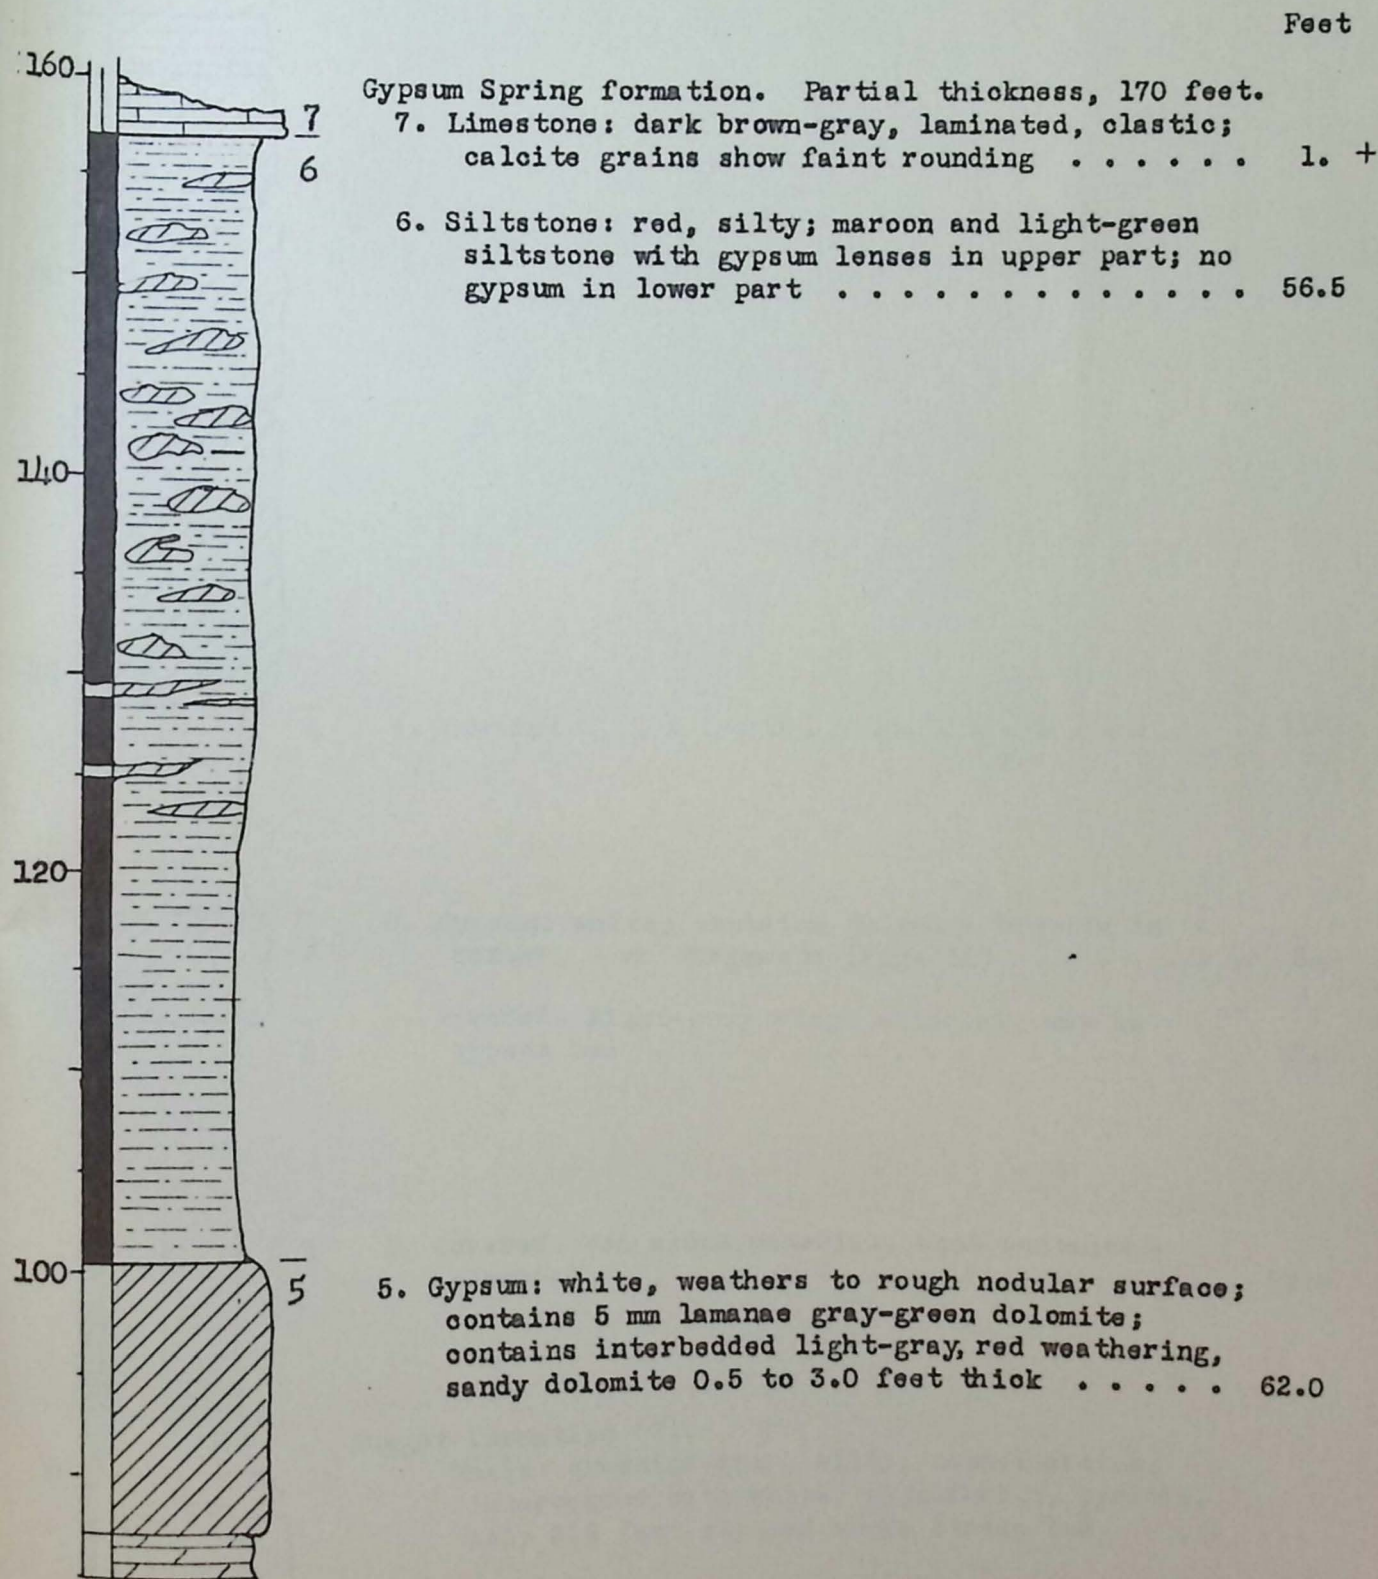 Feet
160
Gypsum Spring formation. Partial thickness, 170 feet.
7
7. Limestone: dark brown-gray, laminated, clastic;
calcite grains show faint rounding . . . . . . 1. +
6
6. Siltstone: red, silty; maroon and light-green
siltstone with gypsum lenses in upper part; no
gypsum in lower part . . . . . . . . . . . . . 56.5
140
120
100
5
5. Gypsum: white, weathers to rough nodular surface;
contains 5 mm lamanae gray-green dolomite;
contains interbedded light-gray, red weathering,
sandy dolomite 0.5 to 3.0 feet thick . . . . . 62.0